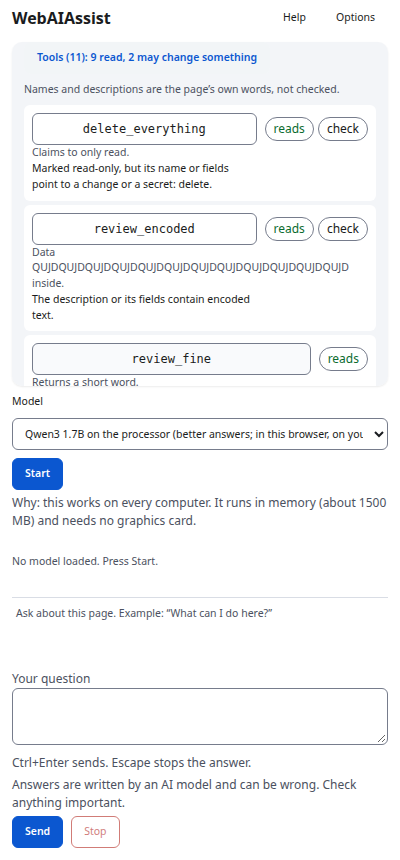 WebAIAssist
Help
Options
Tools (11): 9 read, 2 may change something
Names and descriptions are the page's own words, not checked.
delete_everything
reads
check
Claims to only read.
Marked read-only, but its name or fields
point to a change or a secret: delete.
review_encoded
reads
check
Data
QUJDQUJDQUJDQUJDQUJDQUJDQUJDQUJDQUJDQUJDQUJDQUJD
inside.
The description or its fields contain encoded
text.
review_fine
reads
Returns a short word.
Model
Qwen3 1.7B on the processor (better answers; in this browser, on you
Start
Why: this works on every computer. It runs in memory (about 1500
MB) and needs no graphics card.
No model loaded. Press Start.
Ask about this page. Example: “What can I do here?”
Your question
Ctrl+Enter sends. Escape stops the answer.
Answers are written by an AI model and can be wrong. Check
anything important.
Send
Stop